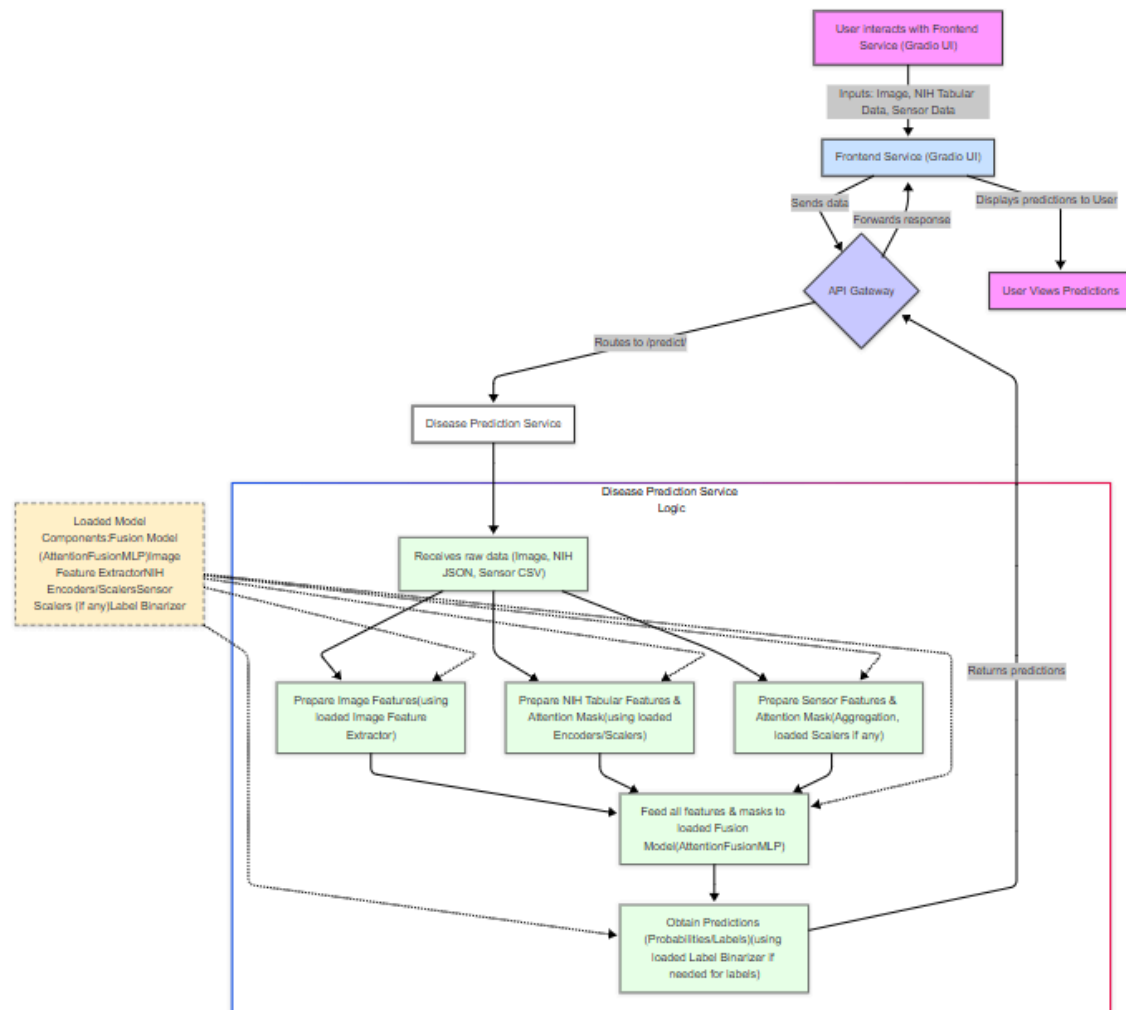 User interacts with Frontend
Service (Gradio UI)
Inputs: Image, NIH Tabular
Data, Sensor Data
Frontend Service (Gradio UI)
Sends data
Forwards response
Displays predictions to User
API Gateway
User Views Predictions
Routes to /predict/
Disease Prediction Service
Disease Prediction Service
Logic
Loaded Model
Components:Fusion Model
(AttentionFusionMLP)Image
Feature ExtractorNIH
Encoders/ScalersSensor
Scalers (if any)Label Binarizer
Receives raw data (Image, NIH
JSON, Sensor CSV)
Returns predictions
Prepare Image Features(using
loaded Image Feature
Extractor)
Prepare NIH Tabular Features &
Attention Mask(using loaded
Encoders/Scalers)
Prepare Sensor Features &
Attention Mask(Aggregation,
loaded Scalers if any)
Feed all features & masks to
loaded Fusion
Model(AttentionFusionMLP)
Obtain Predictions
(Probabilities/Labels)(using
loaded Label Binarizer if
needed for labels)